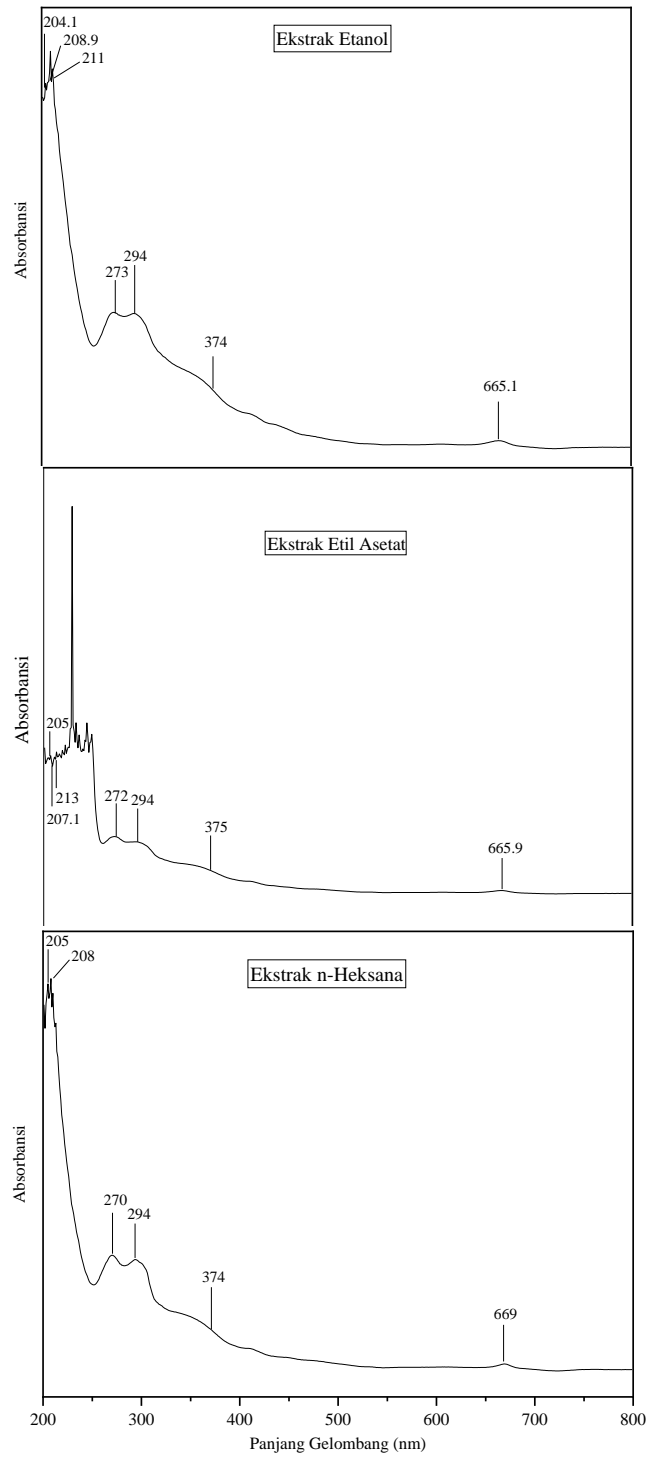 204.1
208.9
211
Ekstrak Etanol
Absorbansi
273
294
374
665.1
Ekstrak Etil Asetat
Absorbansi
205
213
207.1
272
294
375
665.9
205
208
Ekstrak n-Heksana
Absorbansi
270
294
374
669
200 300 400 500 600 700 800
Panjang Gelombang (nm)